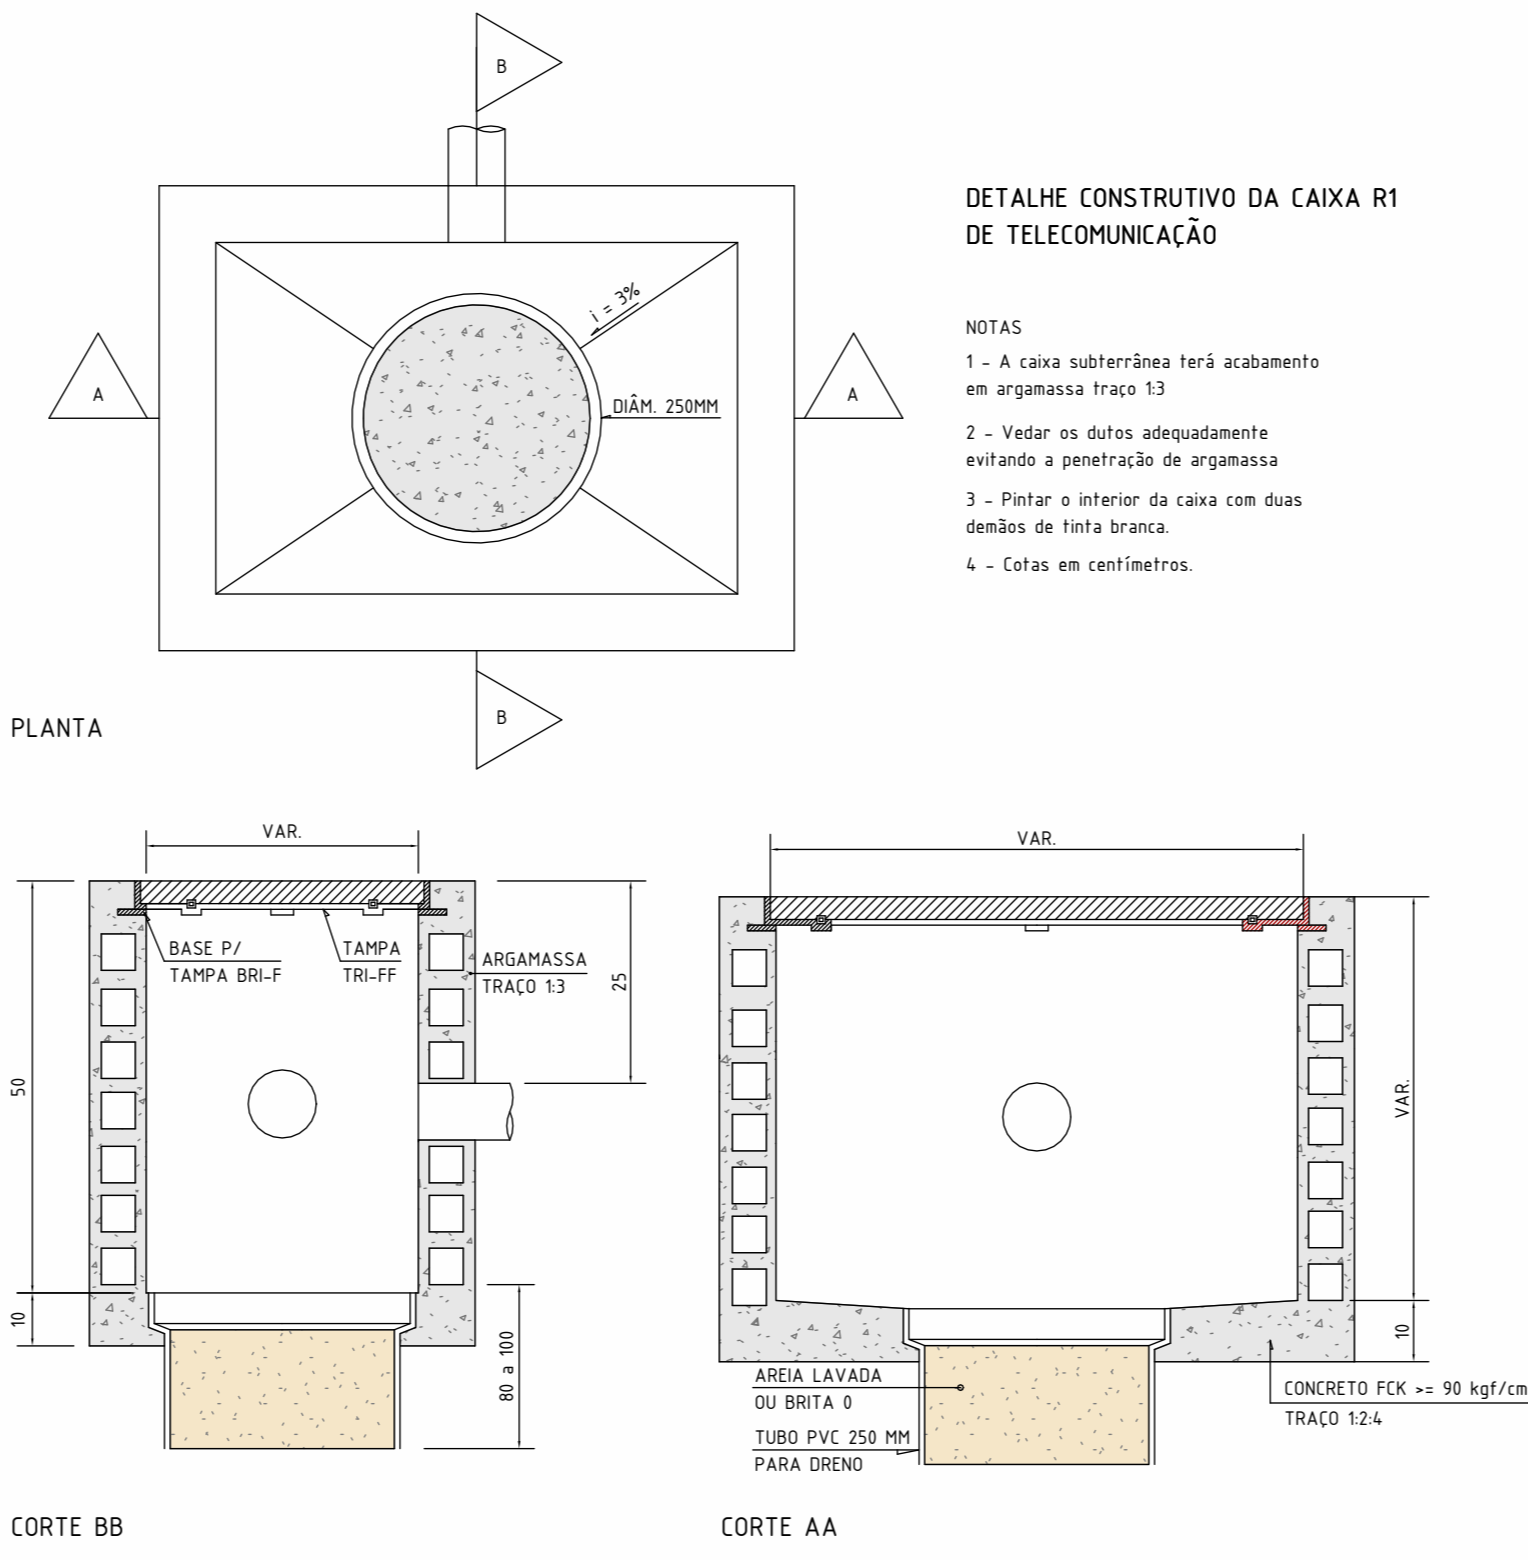 B
A
i = 3%
DIÂM. 250MM
A
B
PLANTA
DETALHE CONSTRUTIVO DA CAIXA R1
DE TELECOMUNICAÇÃO
NOTAS
1 - A caixa subterrânea terá acabamento
em argamassa traço 1:3
2 - Vedar os dutos adequadamente
evitando a penetração de argamassa
3 - Pintar o interior da caixa com duas
demãos de tinta branca.
4 - Cotas em centímetros.
VAR.
BASE P/
TAMPA BRI-F
TAMPA
TRI-FF
ARGAMASSA
TRAÇO 1:3
25
50
10
80 a 100
CORTE BB
VAR.
VAR.
10
AREIA LAVADA
OU BRITA 0
TUBO PVC 250 MM
PARA DRENO
CONCRETO FCK >= 90 kgf/cm
TRAÇO 1:2:4
CORTE AA